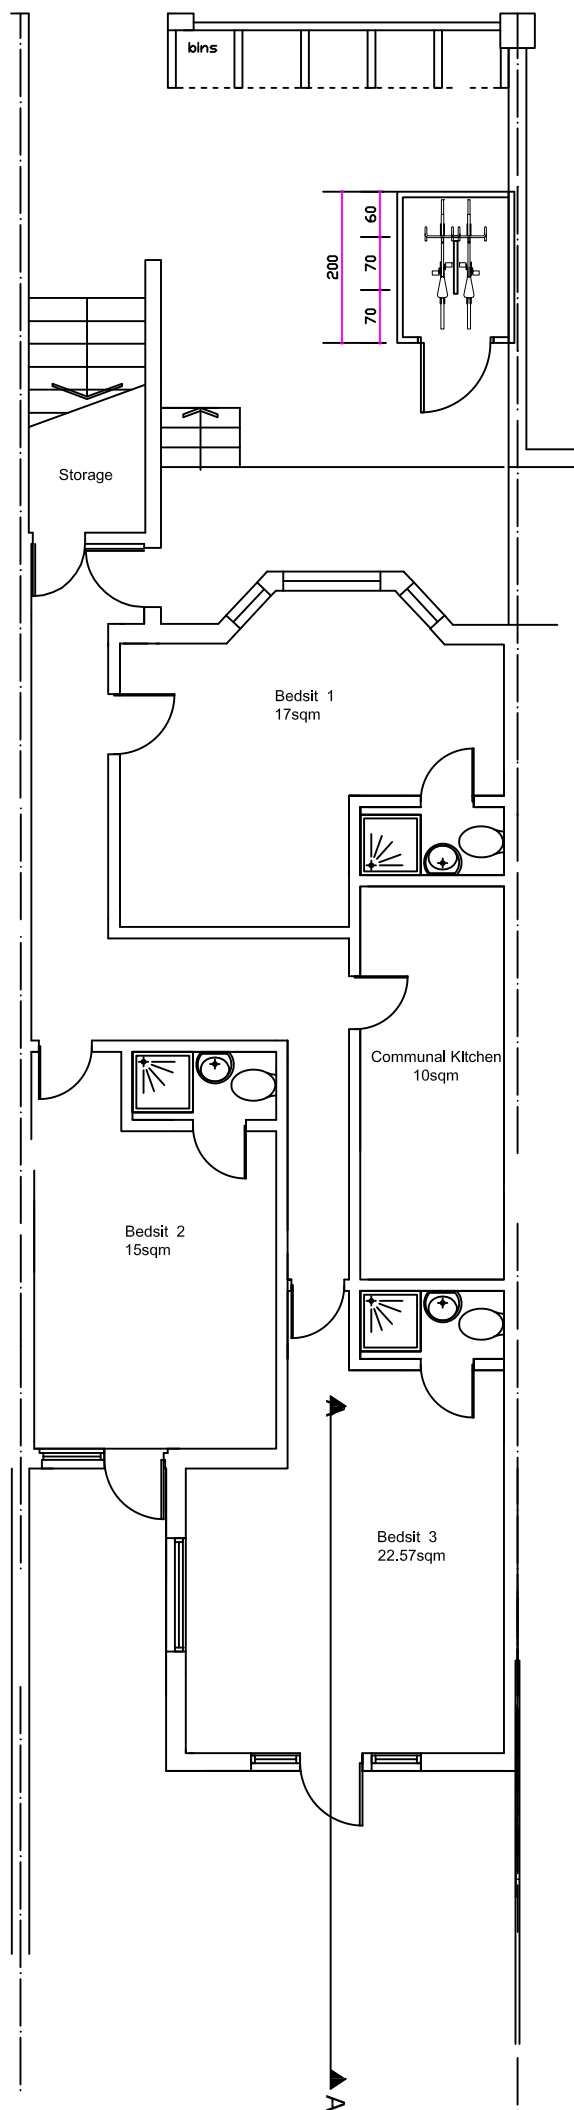 bins
60
200
70
70
Storage
Bedsit 1
17sqm
Communal Kitchen
10sqm
Bedsit 2
15sqm
Bedsit 3
22.57sqm
A